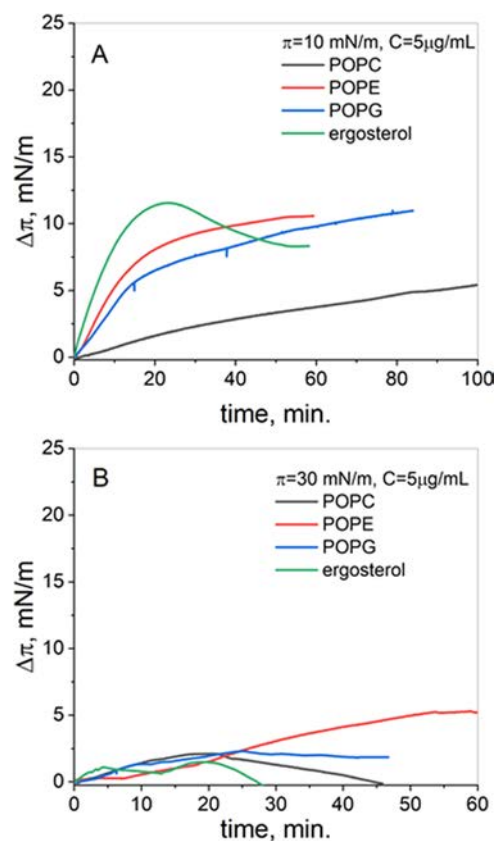 A
π=10 mN/m, C=5μg/mL
POPC
POPE
POPG
ergosterol
25
20
15
10
5
0
Δπ, mN/m
0 20 40 60 80 100
time, min.
B
π=30 mN/m, C=5μg/mL
POPC
POPE
POPG
ergosterol
25
20
15
10
5
0
Δπ, mN/m
0 10 20 30 40 50 60
time, min.